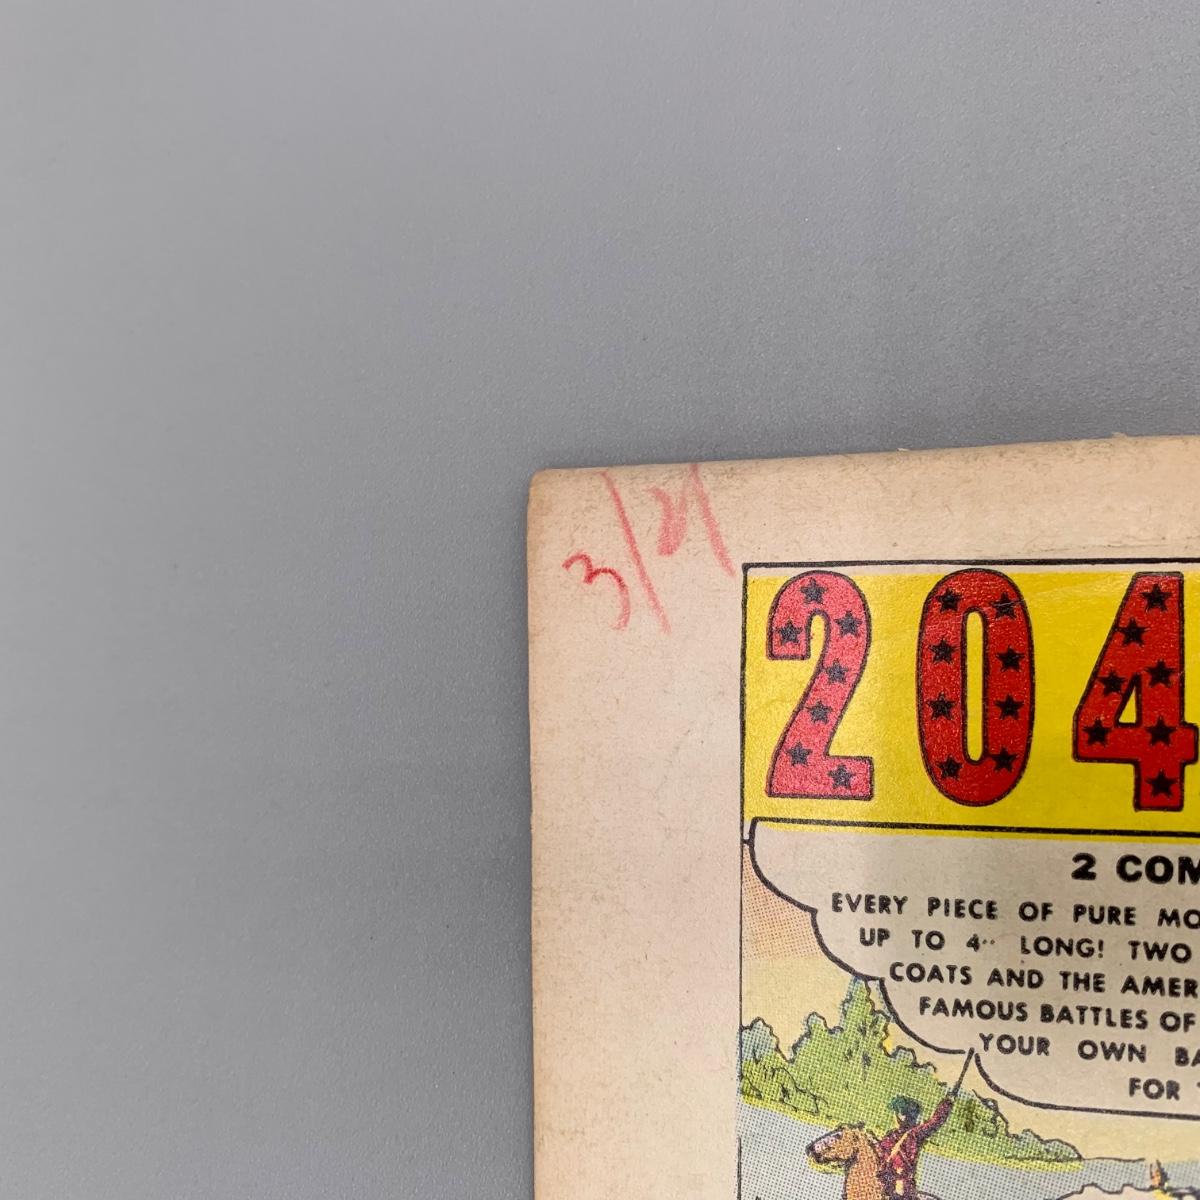 3/21
204
2 COM
EVERY PIECE OF PURE MO
UP TO 4" LONG! TWO
COATS AND THE AMER
FAMOUS BATTLES OF
YOUR OWN BA
FOR